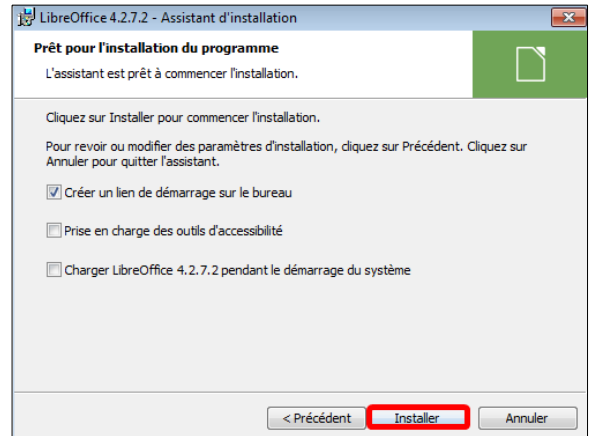 LibreOffice 4.2.7.2 - Assistant d'installation
Prêt pour l'installation du programme
L'assistant est prêt à commencer l'installation.
Cliquez sur Installer pour commencer l'installation.
Pour revoir ou modifier des paramètres d'installation, cliquez sur Précédent. Cliquez sur
Annuler pour quitter l'assistant.
Créer un lien de démarrage sur le bureau
Prise en charge des outils d'accessibilité
Charger LibreOffice 4.2.7.2 pendant le démarrage du système
< Précédent Installer Annuler